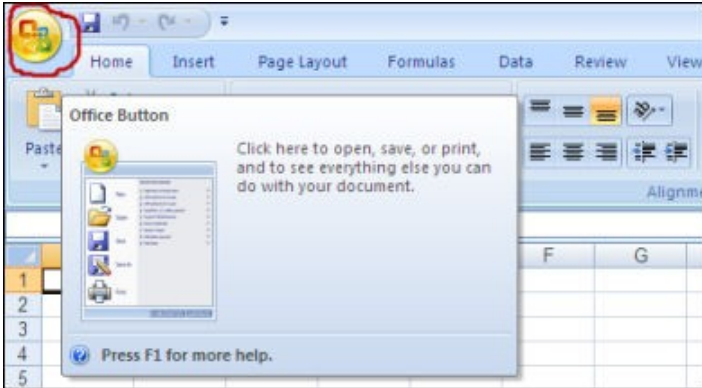 Home Insert Page Layout Formulas Data Review View
Office Button
Paste
Click here to open, save, or print,
and to see everything else you can
do with your document.
F G
1
2
3
4
5
Press F1 for more help.